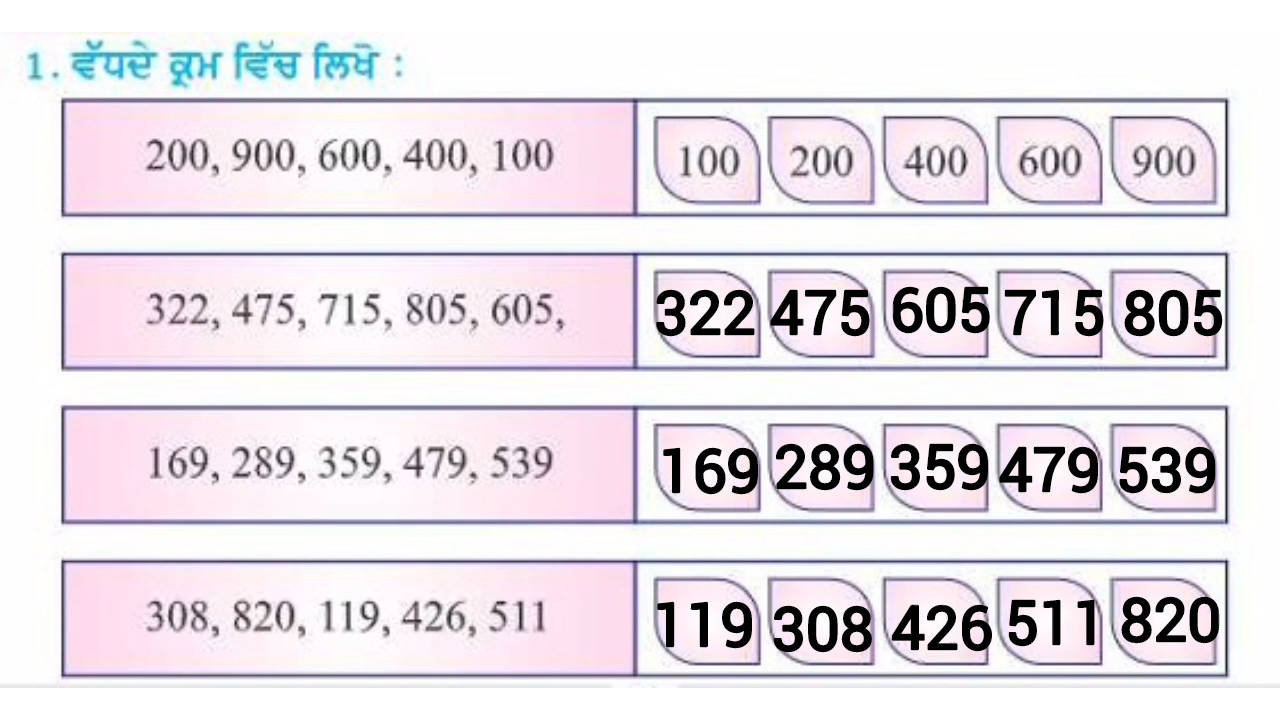 1. ਵੱਧਦੇ ਕ੍ਰਮ ਵਿੱਚ ਲਿਖੋ :
200, 900, 600, 400, 100 100 200 400 600 900
322, 475, 715, 805, 605, 322 475 605 715 805
169, 289, 359, 479, 539 169 289 359 479 539
308, 820, 119, 426, 511 119 308 426 511 820